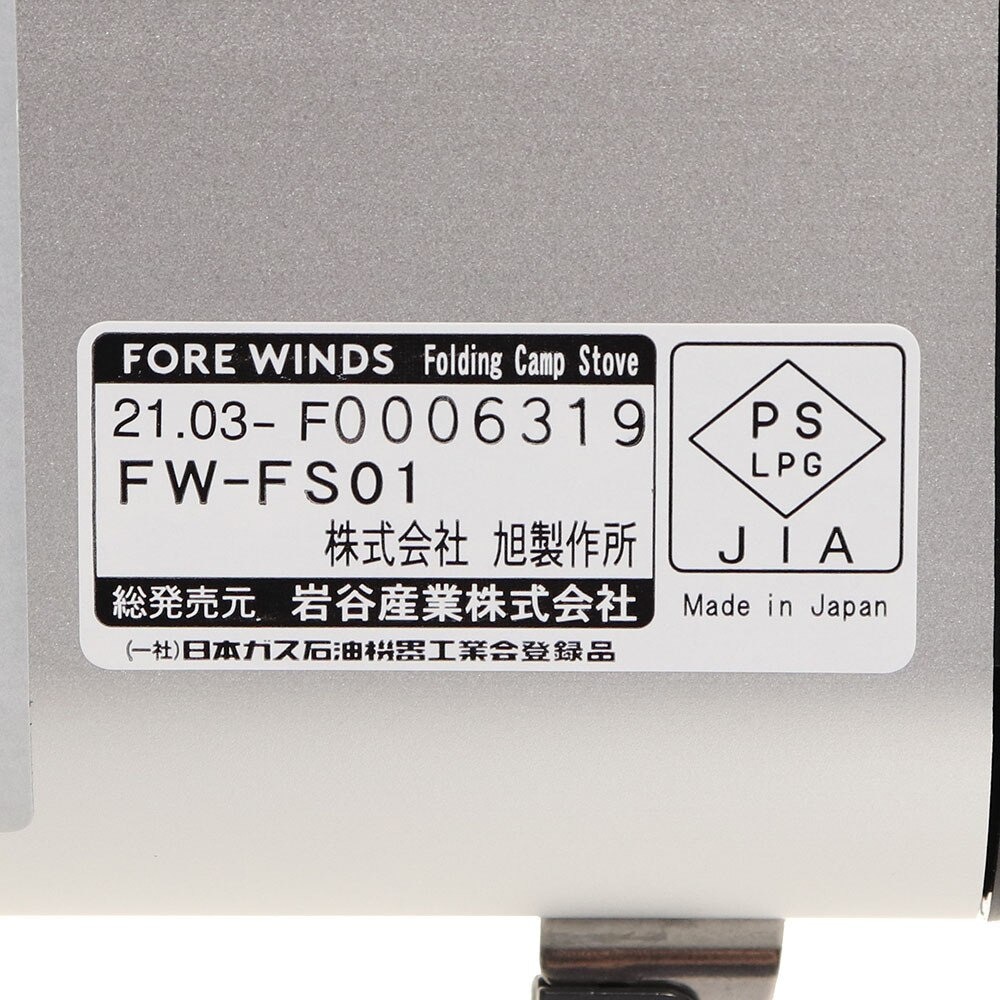 FORE WINDS Folding Camp Stove
21.03- F0006319
FW-FS01
株式会社 旭製作所
総発売元 岩谷産業株式会社
(一社)日本ガス石油機器工業会登録品
PS
LPG
JIA
Made in Japan